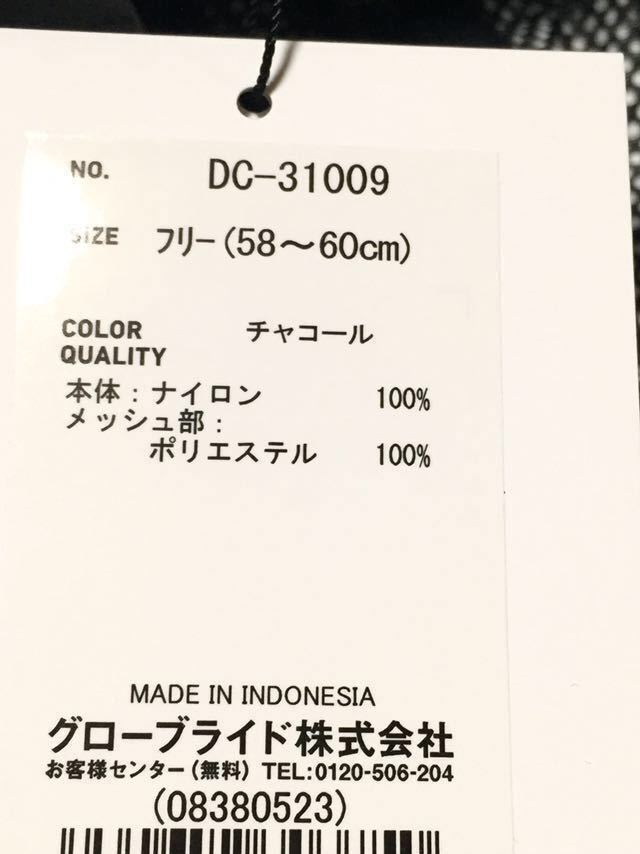 NO. DC-31009
SIZE フリー(58～60cm)
COLOR チャコール
QUALITY
本体：ナイロン 100%
メッシュ部：
ポリエステル 100%
MADE IN INDONESIA
グローブライド株式会社
お客様センター(無料) TEL:0120-506-204
(08380523)